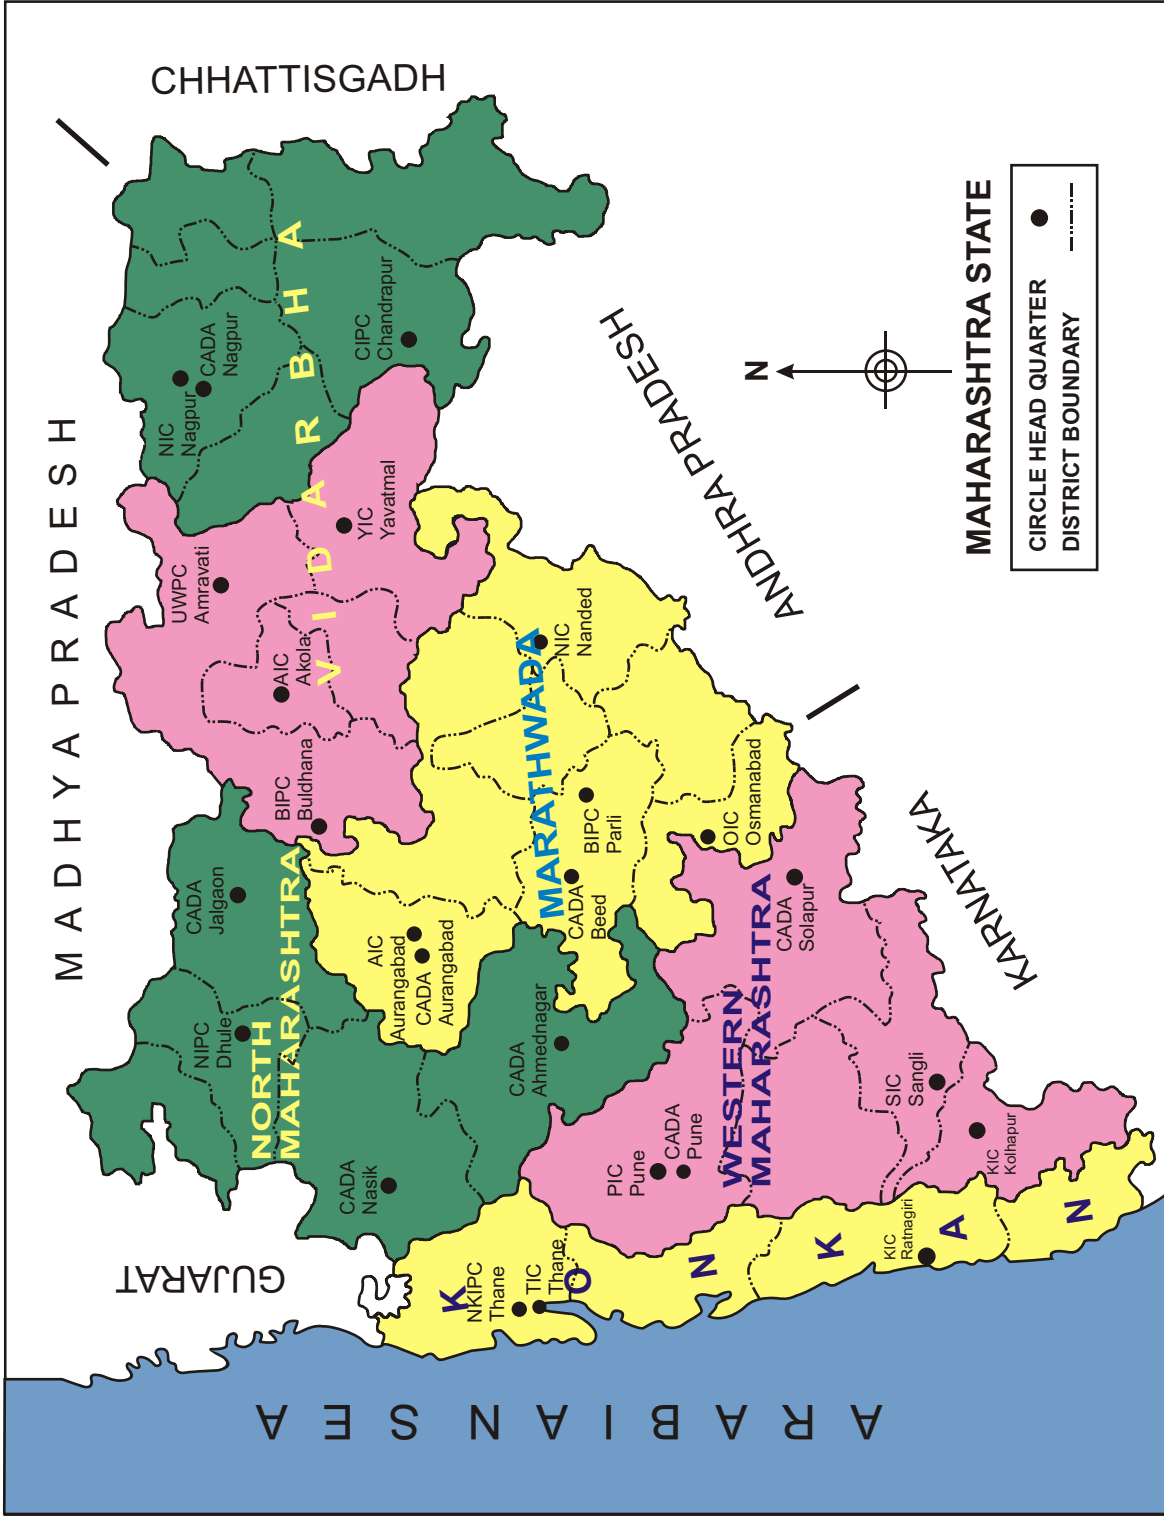 MADHYA PRADESH
CHHATTISGADH
GUJARAT
ARABIAN SEA
ANDHRA PRADESH
KARNATAKA
VIDARBHA
NORTH
MAHARASHTRA
MARATHWADA
WESTERN
MAHARASHTRA
KONKAN
NIC
Nagpur
CADA
Nagpur
CIPC
Chandrapur
UWPC
Amravati
YIC
Yavatmal
AIC
Akola
BIPC
Buldhana
CADA
Jalgaon
NIPC
Dhule
CADA
Nasik
AIC
Aurangabad
CADA
Aurangabad
CADA
Ahmednagar
NIC
Nanded
BIPC
Parli
CADA
Beed
OIC
Osmanabad
CADA
Solapur
PIC
Pune
CADA
Pune
SIC
Sangli
KIC
Kolhapur
KIC
Ratnagiri
NKIPC
Thane
TIC
Thane
N
MAHARASHTRA STATE
CIRCLE HEAD QUARTER
DISTRICT BOUNDARY